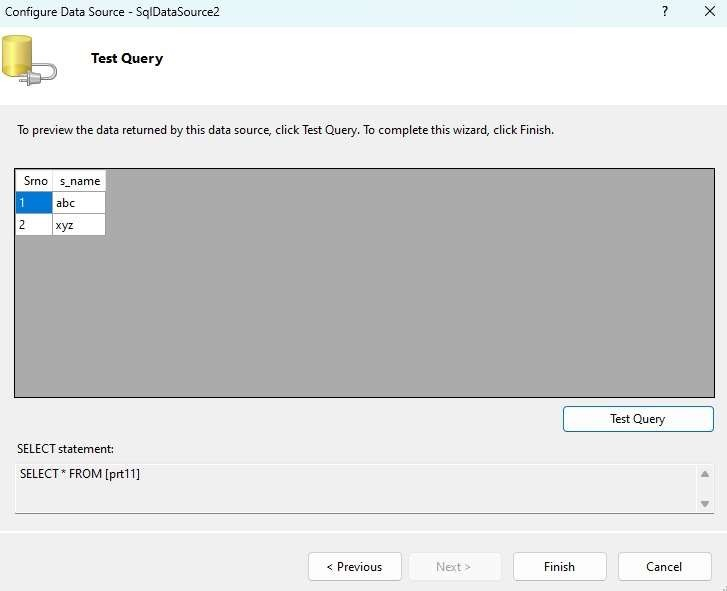 Configure Data Source - SqlDataSource2 ?
Test Query
To preview the data returned by this data source, click Test Query. To complete this wizard, click Finish.
Srno s_name
1 abc
2 xyz
Test Query
SELECT statement:
SELECT * FROM [prt11]
< Previous Next > Finish Cancel